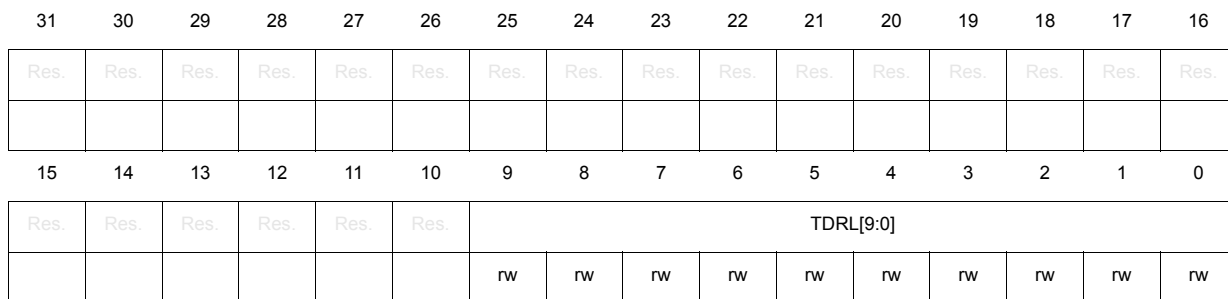 31 30 29 28 27 26 25 24 23 22 21 20 19 18 17 16
Res. Res. Res. Res. Res. Res. Res. Res. Res. Res. Res. Res. Res. Res. Res. Res.
15 14 13 12 11 10 9 8 7 6 5 4 3 2 1 0
Res. Res. Res. Res. Res. Res. TDRL[9:0]
rw rw rw rw rw rw rw rw rw rw